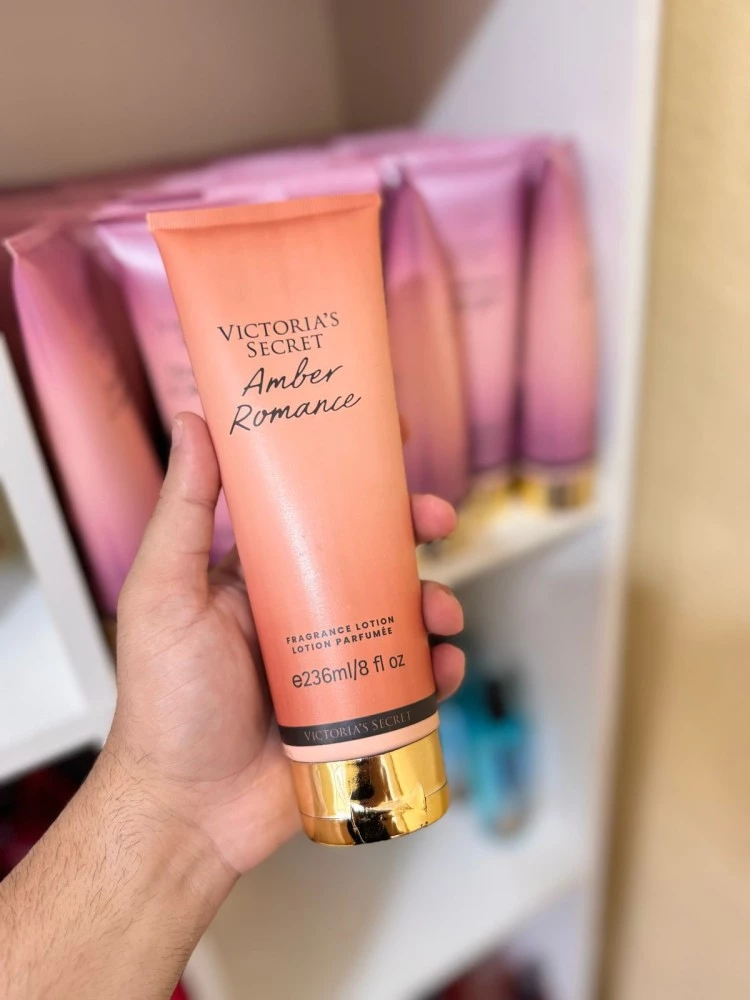 VICTORIA'S
SECRET
Amber
Romance
FRAGRANCE LOTION
LOTION PARFUMÉE
e236ml/8 fl oz
VICTORIA'S SECRET